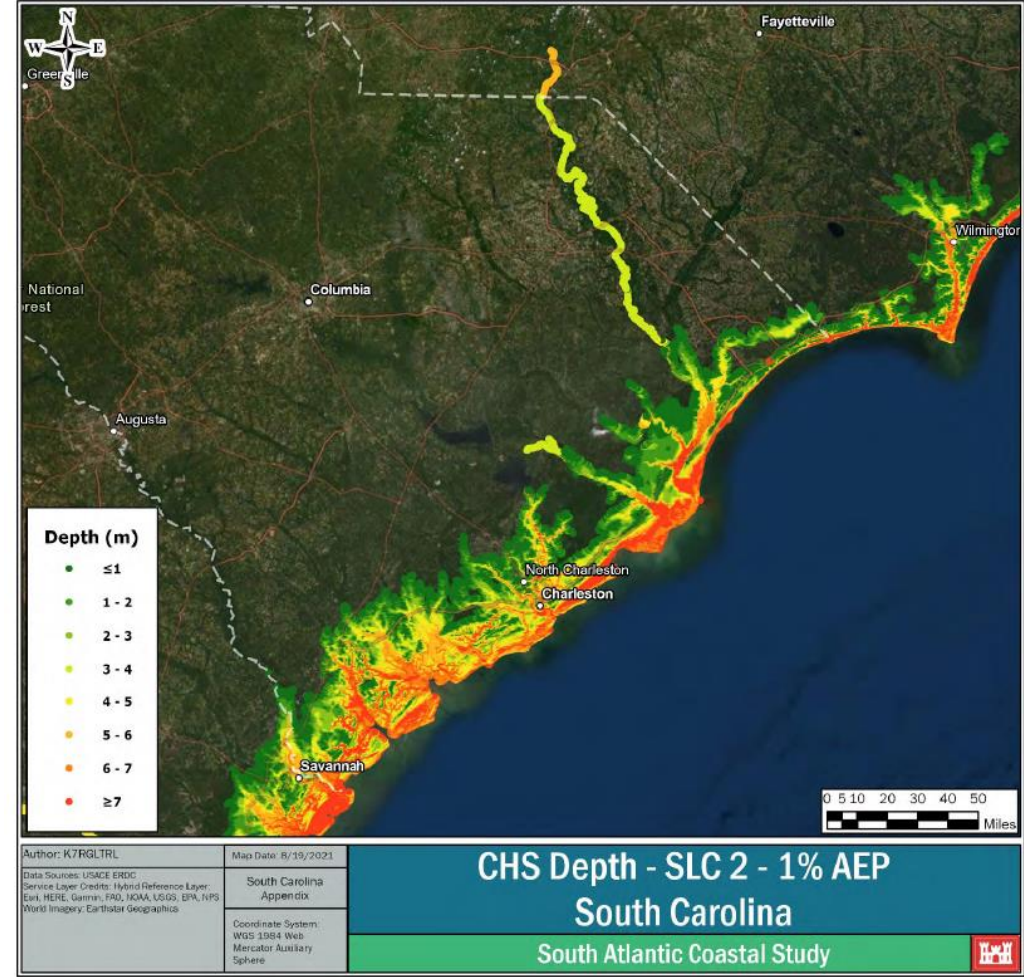 N
W E
S
Fayetteville
Greenville
Wilmington
National
rest
Columbia
Augusta
Depth (m)
≤1
1 - 2
2 - 3
3 - 4
4 - 5
5 - 6
6 - 7
≥7
North Charleston
Charleston
Savannah
0 5 10 20 30 40 50
Miles
Author: K7RGLTRL
Data Sources: USACE ERDC
Service Layer Credits: Hybrid Reference Layer:
Esri, HERE, Garmin, FAO, NOAA, USGS, EPA, NPS
World Imagery: Earthstar Geographics
Map Date: 8/19/2021
South Carolina
Appendix
Coordinate System:
WGS 1984 Web
Mercator Auxiliary
Sphere
CHS Depth - SLC 2 - 1% AEP
South Carolina
South Atlantic Coastal Study